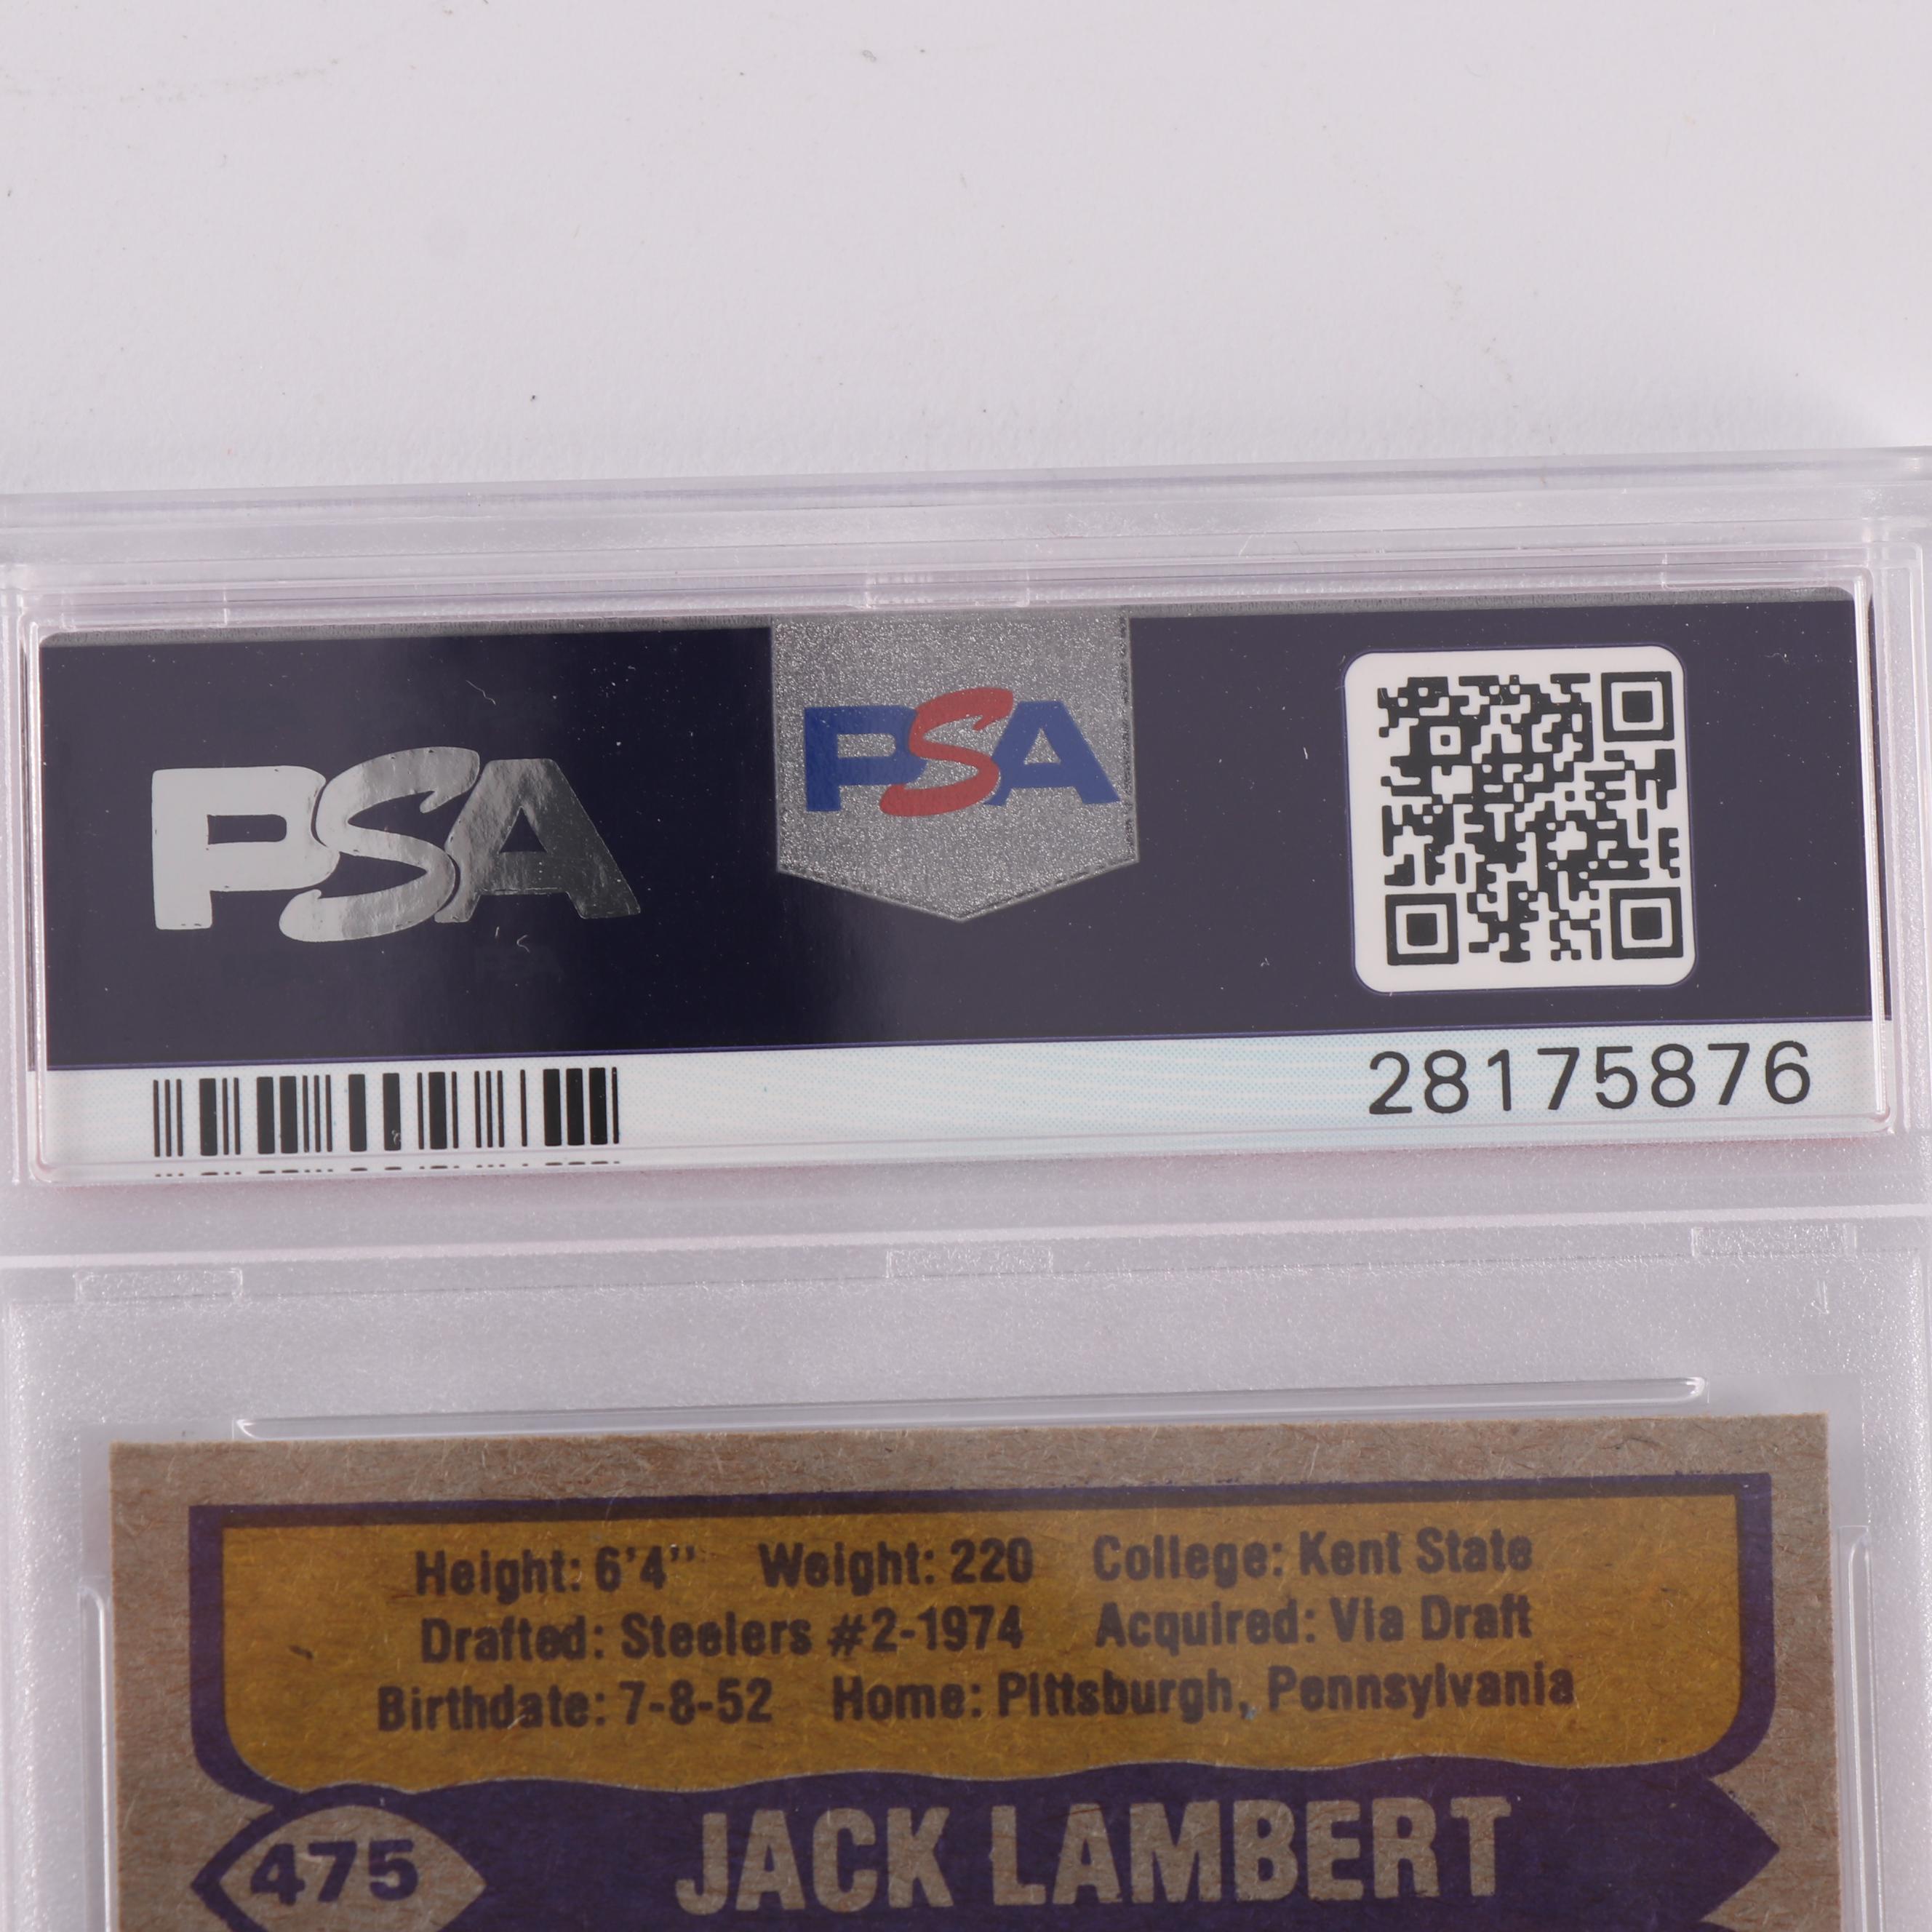 PSA
PSA
28175876
Height: 6'4" Weight: 220 College: Kent State
Drafted: Steelers #2-1974 Acquired: Via Draft
Birthdate: 7-8-52 Home: Pittsburgh, Pennsylvania
475 JACK LAMBERT